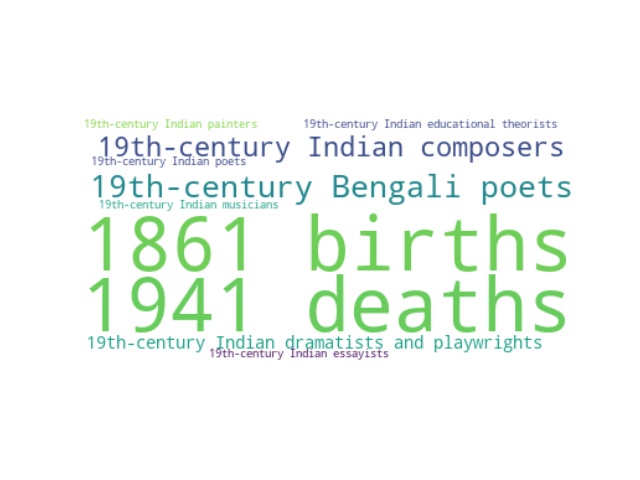 19th-century Indian painters
19th-century Indian educational theorists
19th-century Indian composers
19th-century Indian poets
19th-century Bengali poets
19th-century Indian musicians
1861 births
1941 deaths
19th-century Indian dramatists and playwrights
19th-century Indian essayists